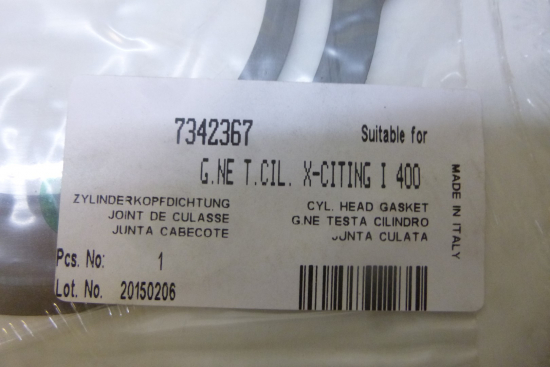 7342367 Suitable for
G.NE T.CIL. X-CITING I 400
ZYLINDERKOPFDICHTUNG CYL. HEAD GASKET
JOINT DE CULASSE G.NE TESTA CILINDRO
JUNTA CABECOTE JUNTA CULATA
Pcs. No: 1
Lot. No. 20150206
MADE IN ITALY